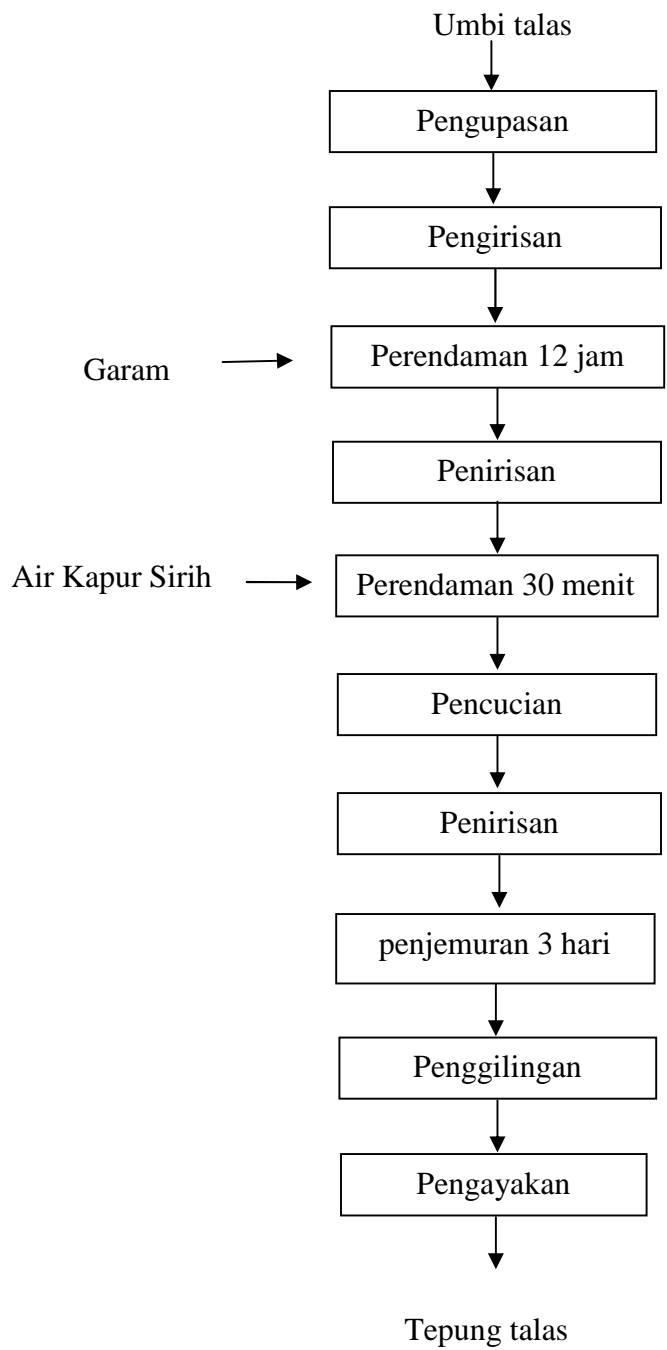 Umbi talas
Pengupasan
Pengirisan
Garam
Perendaman 12 jam
Penirisan
Air Kapur Sirih
Perendaman 30 menit
Pencucian
Penirisan
penjemuran 3 hari
Penggilingan
Pengayakan
Tepung talas